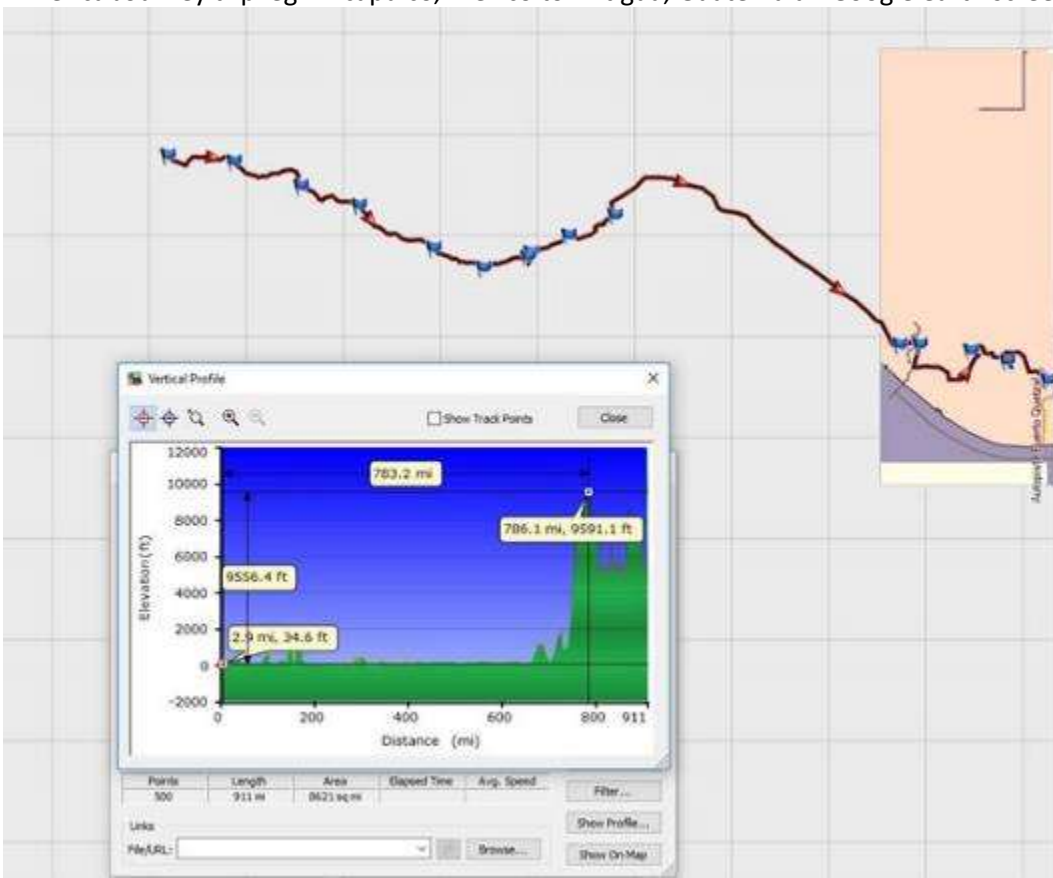 Vertical Profile
Show Track Points
Close
12000
10000
8000
6000
4000
2000
0
-2000
Elevation(ft)
783.2 mi
786.1 mi, 9591.1 ft
9556.4 ft
2.9 mi, 34.6 ft
0
200
400
600
800
911
Distance (mi)
Points
Length
Area
Elapsed Time
Avg. Speed
500
911 mi
8621 sq mi
Filter...
Links
Show Profile...
File/URL:
Browse...
Show On Map
Puerto Quetzal